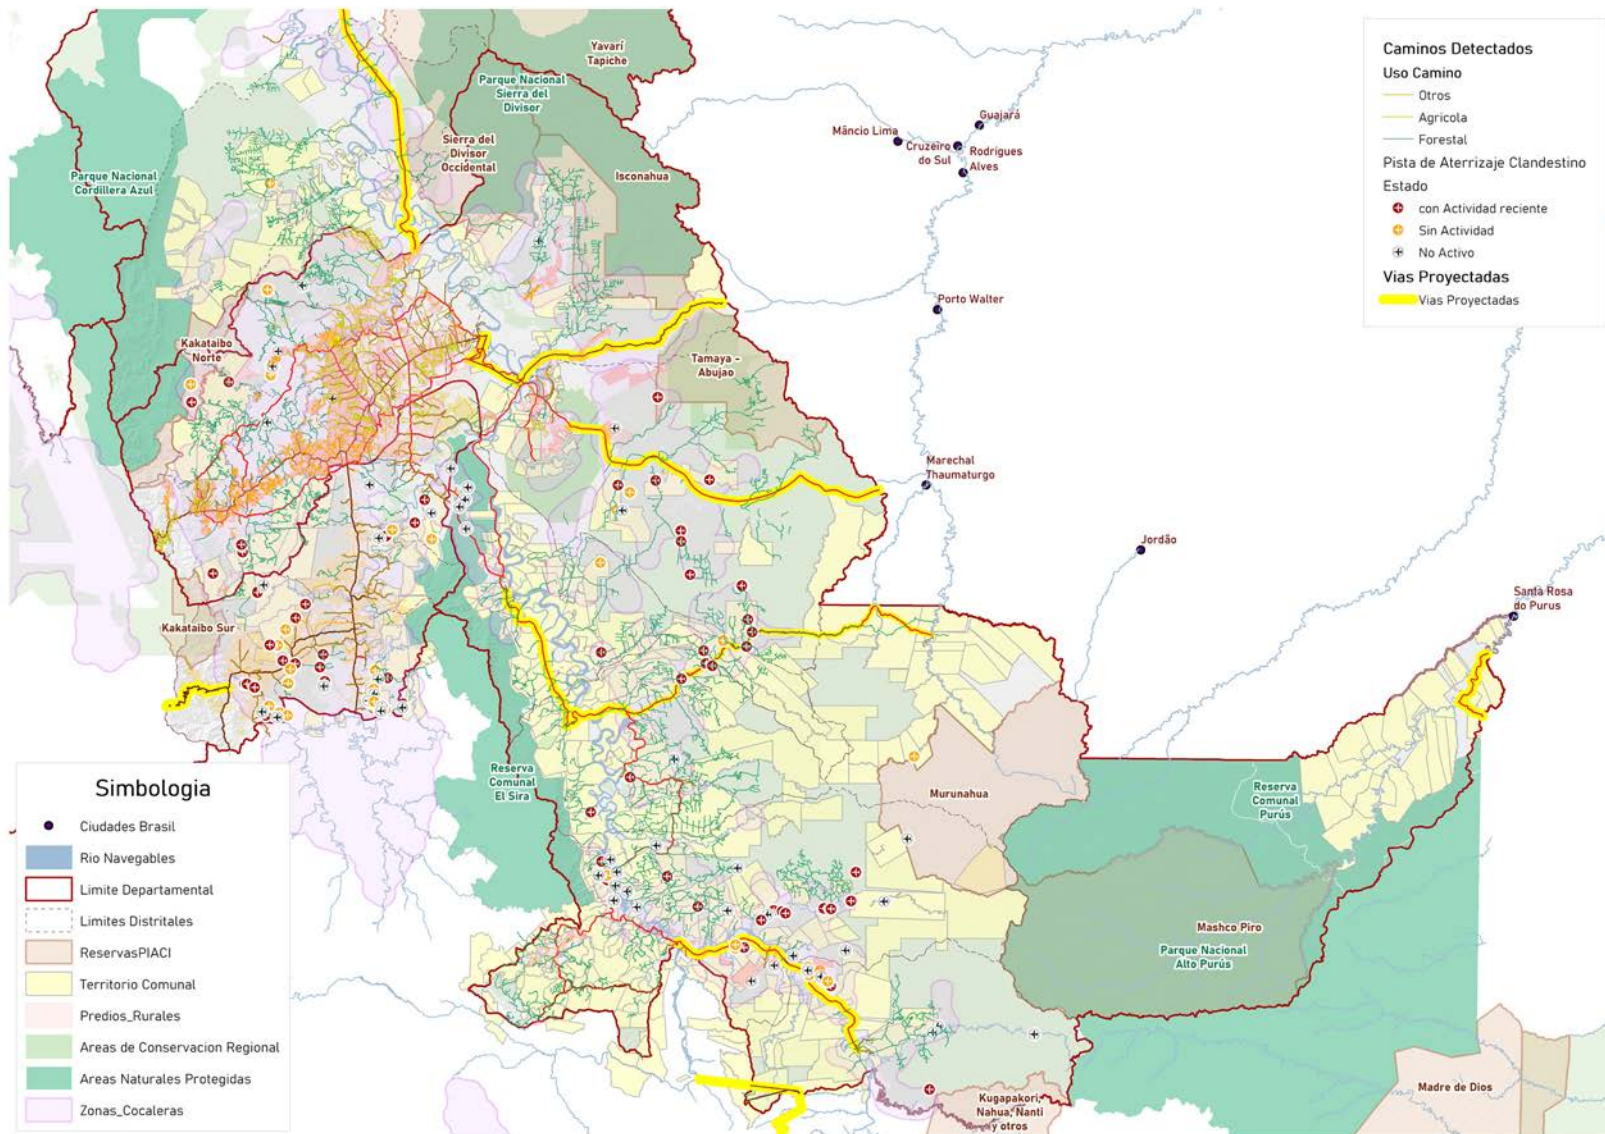 Yavarí
Tapiche
Parque Nacional
Sierra del
Divisor
Sierra del
Divisor
Occidental
Isconahua
Parque Nacional
Cordillera Azul
Mâncio Lima
Guajará
Cruzeiro
do Sul
Rodrigues
Alves
Porto Walter
Kakataibo
Norte
Tamaya -
Abujao
Marechal
Thaumaturgo
Jordão
Santa Rosa
do Purus
Kakataibo Sur
Reserva
Comunal
El Sira
Murunahua
Reserva
Comunal
Purús
Mashco Piro
Parque Nacional
Alto Purús
Madre de Dios
Kugapakori,
Nahua, Nanti
y otros
Caminos Detectados
Uso Camino
Otros
Agricola
Forestal
Pista de Aterrizaje Clandestino
Estado
con Actividad reciente
Sin Actividad
No Activo
Vias Proyectadas
Vias Proyectadas
Simbologia
Ciudades Brasil
Rio Navegables
Limite Departamental
Limites Distritales
ReservasPIACI
Territorio Comunal
Predios_Rurales
Areas de Conservacion Regional
Areas Naturales Protegidas
Zonas_Cocaleras